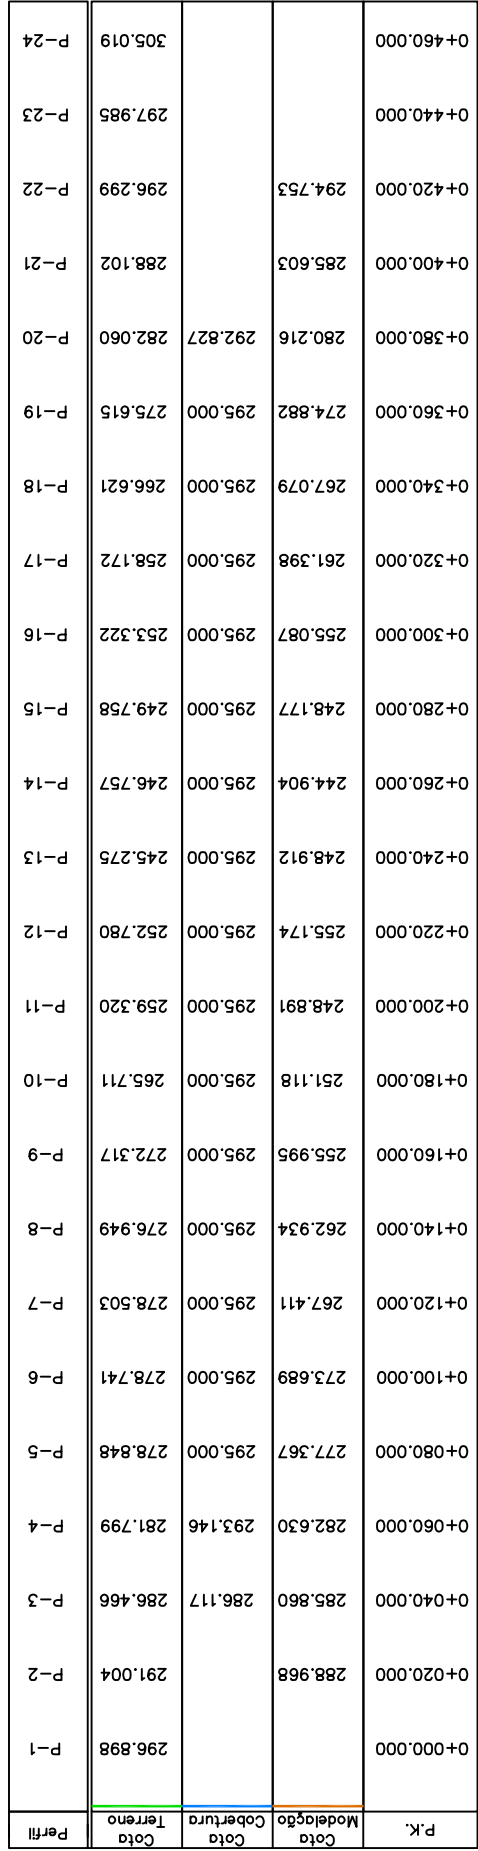 P.K. Cota Modelação Cota Cobertura Cota Terreno Perfil
0+000.000 296.898 P-1
0+020.000 288.968 291.004 P-2
0+040.000 285.860 286.117 286.466 P-3
0+060.000 282.630 293.146 281.799 P-4
0+080.000 277.367 295.000 278.848 P-5
0+100.000 273.689 295.000 278.741 P-6
0+120.000 267.411 295.000 278.503 P-7
0+140.000 262.934 295.000 276.949 P-8
0+160.000 255.995 295.000 272.317 P-9
0+180.000 251.118 295.000 265.711 P-10
0+200.000 248.891 295.000 259.320 P-11
0+220.000 255.174 295.000 252.780 P-12
0+240.000 248.912 295.000 245.275 P-13
0+260.000 244.904 295.000 246.757 P-14
0+280.000 248.177 295.000 249.758 P-15
0+300.000 255.087 295.000 253.322 P-16
0+320.000 261.398 295.000 258.172 P-17
0+340.000 267.079 295.000 266.621 P-18
0+360.000 274.882 295.000 275.615 P-19
0+380.000 280.216 292.827 282.060 P-20
0+400.000 285.603 288.102 P-21
0+420.000 294.753 296.299 P-22
0+440.000 297.985 P-23
0+460.000 305.019 P-24